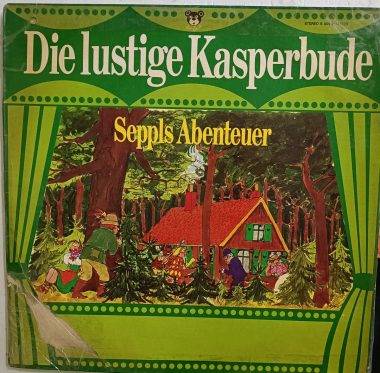 Die lustige Kasperbude
Seppls Abenteuer